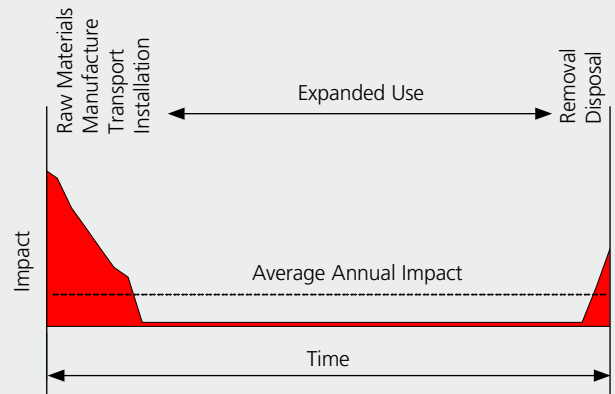 Raw Materials
Manufacture
Transport
Installation
Expanded Use
Removal
Disposal
Impact
Average Annual Impact
Time